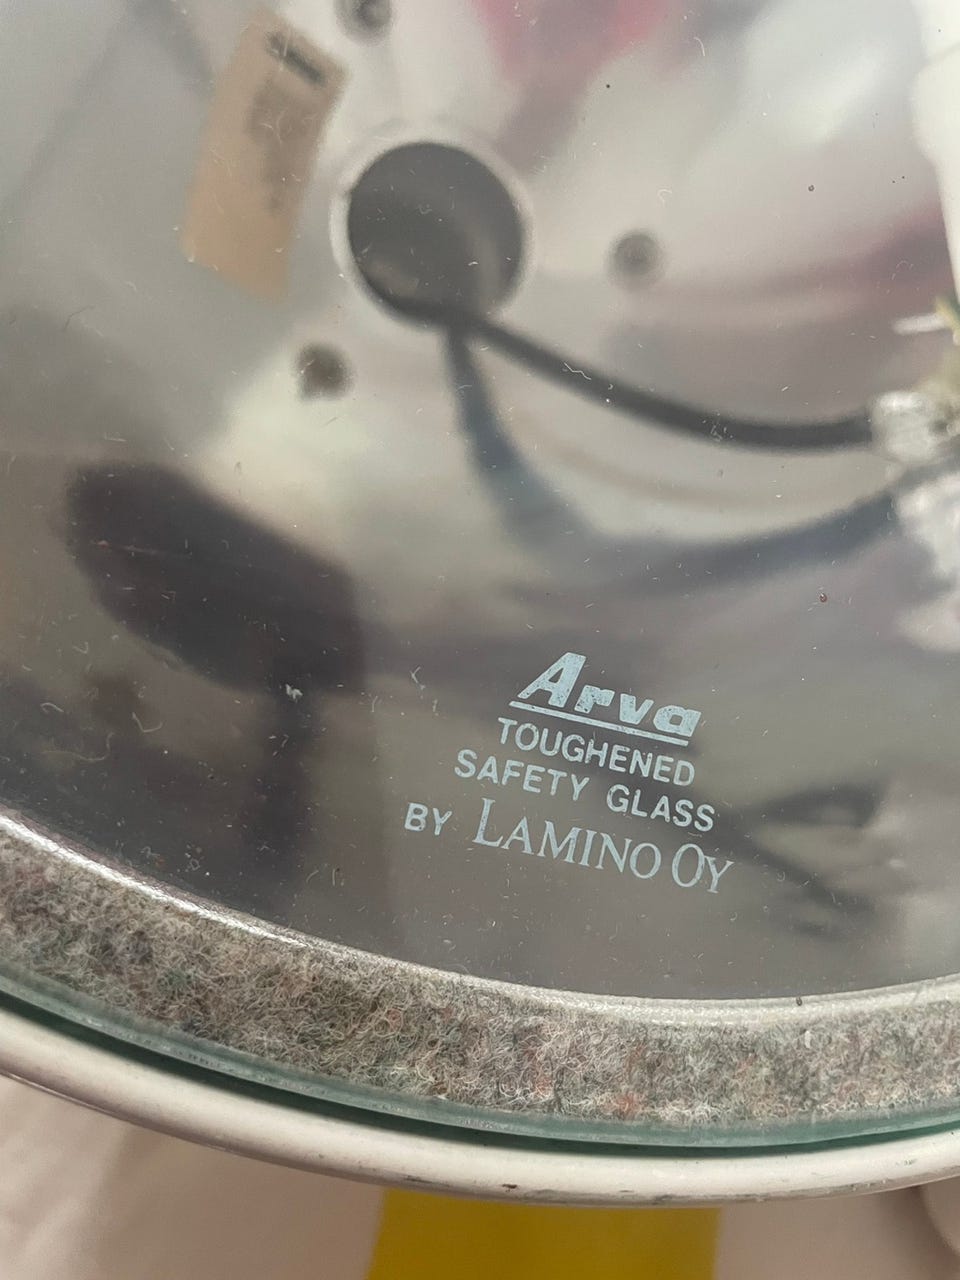 Arva
TOUGHENED
SAFETY GLASS
BY LAMINO OY